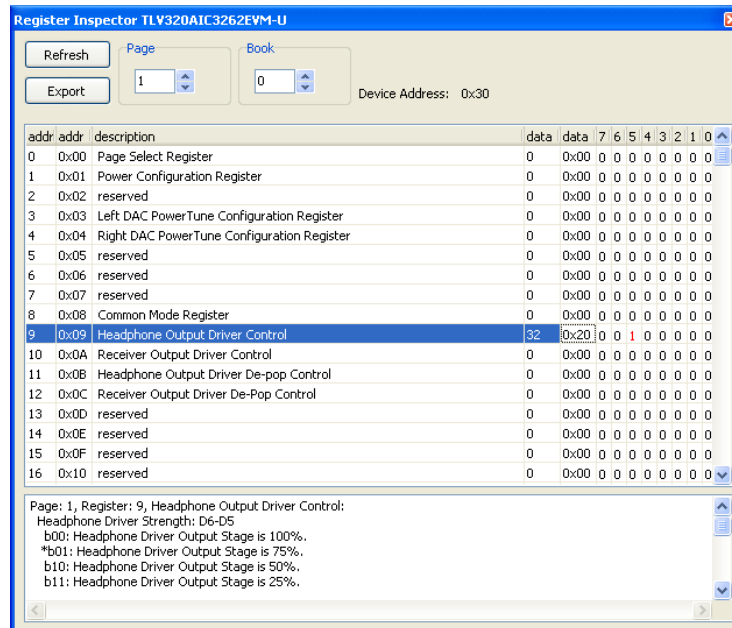 Register Inspector TLV320AIC3262EVM-U
Refresh
Export
Page
1
Book
0
Device Address: 0x30
addr addr description data data 7 6 5 4 3 2 1 0
0 0x00 Page Select Register 0 0x00 0 0 0 0 0 0 0 0
1 0x01 Power Configuration Register 0 0x00 0 0 0 0 0 0 0 0
2 0x02 reserved 0 0x00 0 0 0 0 0 0 0 0
3 0x03 Left DAC PowerTune Configuration Register 0 0x00 0 0 0 0 0 0 0 0
4 0x04 Right DAC PowerTune Configuration Register 0 0x00 0 0 0 0 0 0 0 0
5 0x05 reserved 0 0x00 0 0 0 0 0 0 0 0
6 0x06 reserved 0 0x00 0 0 0 0 0 0 0 0
7 0x07 reserved 0 0x00 0 0 0 0 0 0 0 0
8 0x08 Common Mode Register 0 0x00 0 0 0 0 0 0 0 0
9 0x09 Headphone Output Driver Control 32 0x20 0 0 1 0 0 0 0 0
10 0x0A Receiver Output Driver Control 0 0x00 0 0 0 0 0 0 0 0
11 0x0B Headphone Output Driver De-pop Control 0 0x00 0 0 0 0 0 0 0 0
12 0x0C Receiver Output Driver De-Pop Control 0 0x00 0 0 0 0 0 0 0 0
13 0x0D reserved 0 0x00 0 0 0 0 0 0 0 0
14 0x0E reserved 0 0x00 0 0 0 0 0 0 0 0
15 0x0F reserved 0 0x00 0 0 0 0 0 0 0 0
16 0x10 reserved 0 0x00 0 0 0 0 0 0 0 0
Page: 1, Register: 9, Headphone Output Driver Control:
Headphone Driver Strength: D6-D5
b00: Headphone Driver Output Stage is 100%.
*b01: Headphone Driver Output Stage is 75%.
b10: Headphone Driver Output Stage is 50%.
b11: Headphone Driver Output Stage is 25%.